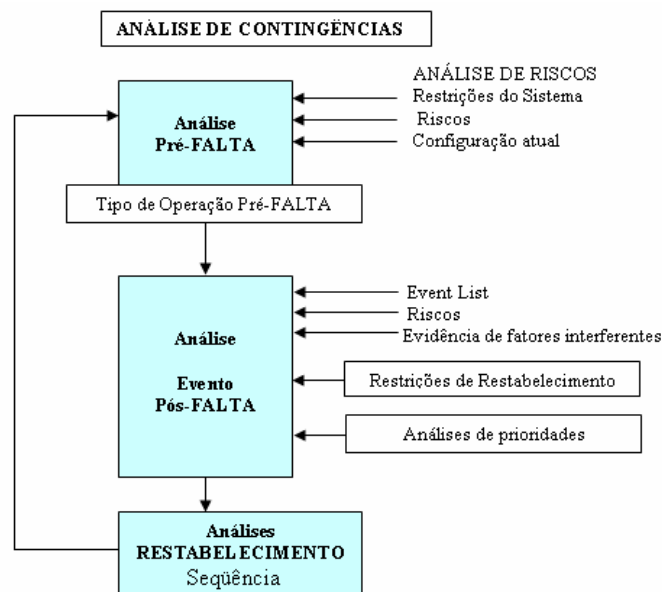 ANÁLISE DE CONTINGÊNCIAS
ANÁLISE DE RISCOS
Restrições do Sistema
Riscos
Configuração atual
Análise
Pré-FALTA
Tipo de Operação Pré-FALTA
Event List
Riscos
Evidência de fatores interferentes
Análise
Evento
Pós-FALTA
Restrições de Restabelecimento
Análises de prioridades
Análises
RESTABELECIMENTO
Seqüência